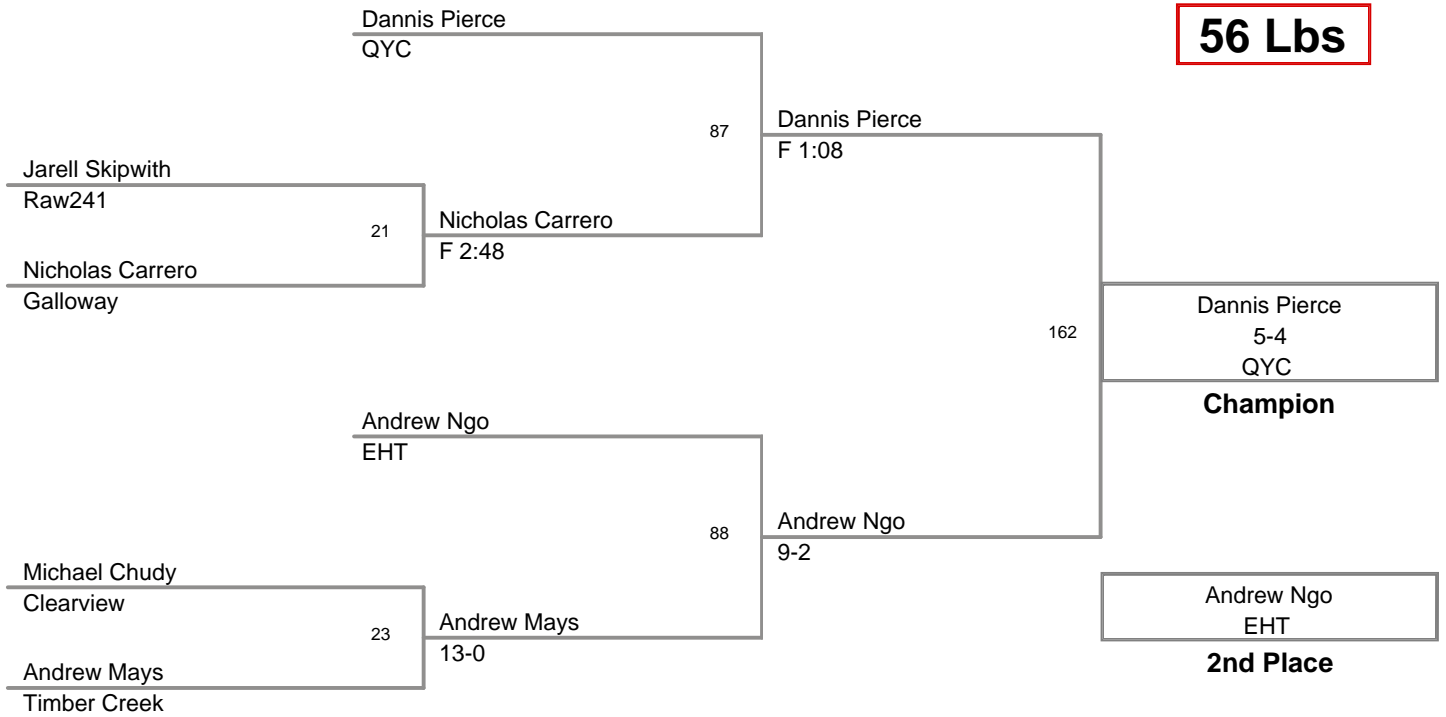 Dannis Pierce
QYC
56 Lbs
87
Dannis Pierce
F 1:08
Jarell Skipwith
Raw241
21
Nicholas Carrero
F 2:48
Nicholas Carrero
Galloway
162
Dannis Pierce
5-4
QYC
Champion
Andrew Ngo
EHT
88
Andrew Ngo
9-2
Michael Chudy
Clearview
23
Andrew Mays
13-0
Andrew Mays
Timber Creek
Andrew Ngo
EHT
2nd Place